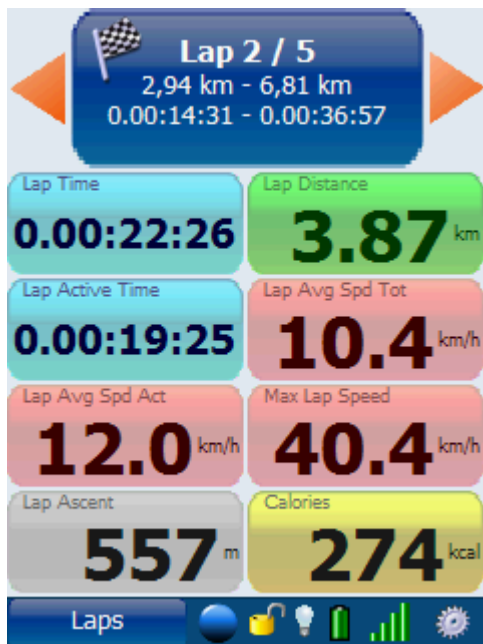 Lap 2 / 5
2,94 km - 6,81 km
0.00:14:31 - 0.00:36:57
Lap Time
0.00:22:26
Lap Distance
3.87 km
Lap Active Time
0.00:19:25
Lap Avg Spd Tot
10.4 km/h
Lap Avg Spd Act
12.0 km/h
Max Lap Speed
40.4 km/h
Lap Ascent
557 m
Calories
274 kcal
Laps